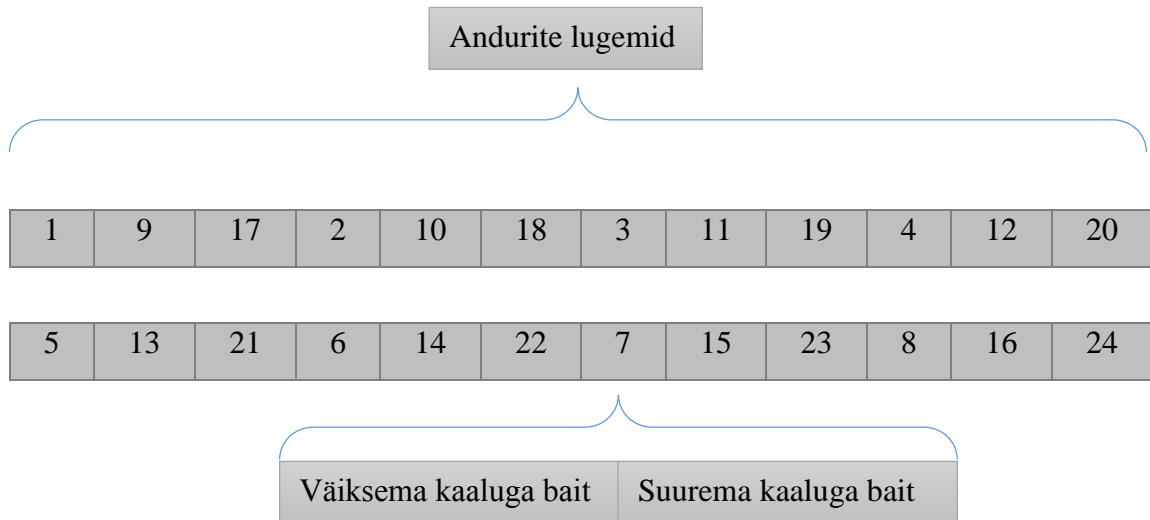 Andurite lugemid
1 9 17 2 10 18 3 11 19 4 12 20
5 13 21 6 14 22 7 15 23 8 16 24
Väiksema kaaluga bait Suurema kaaluga bait